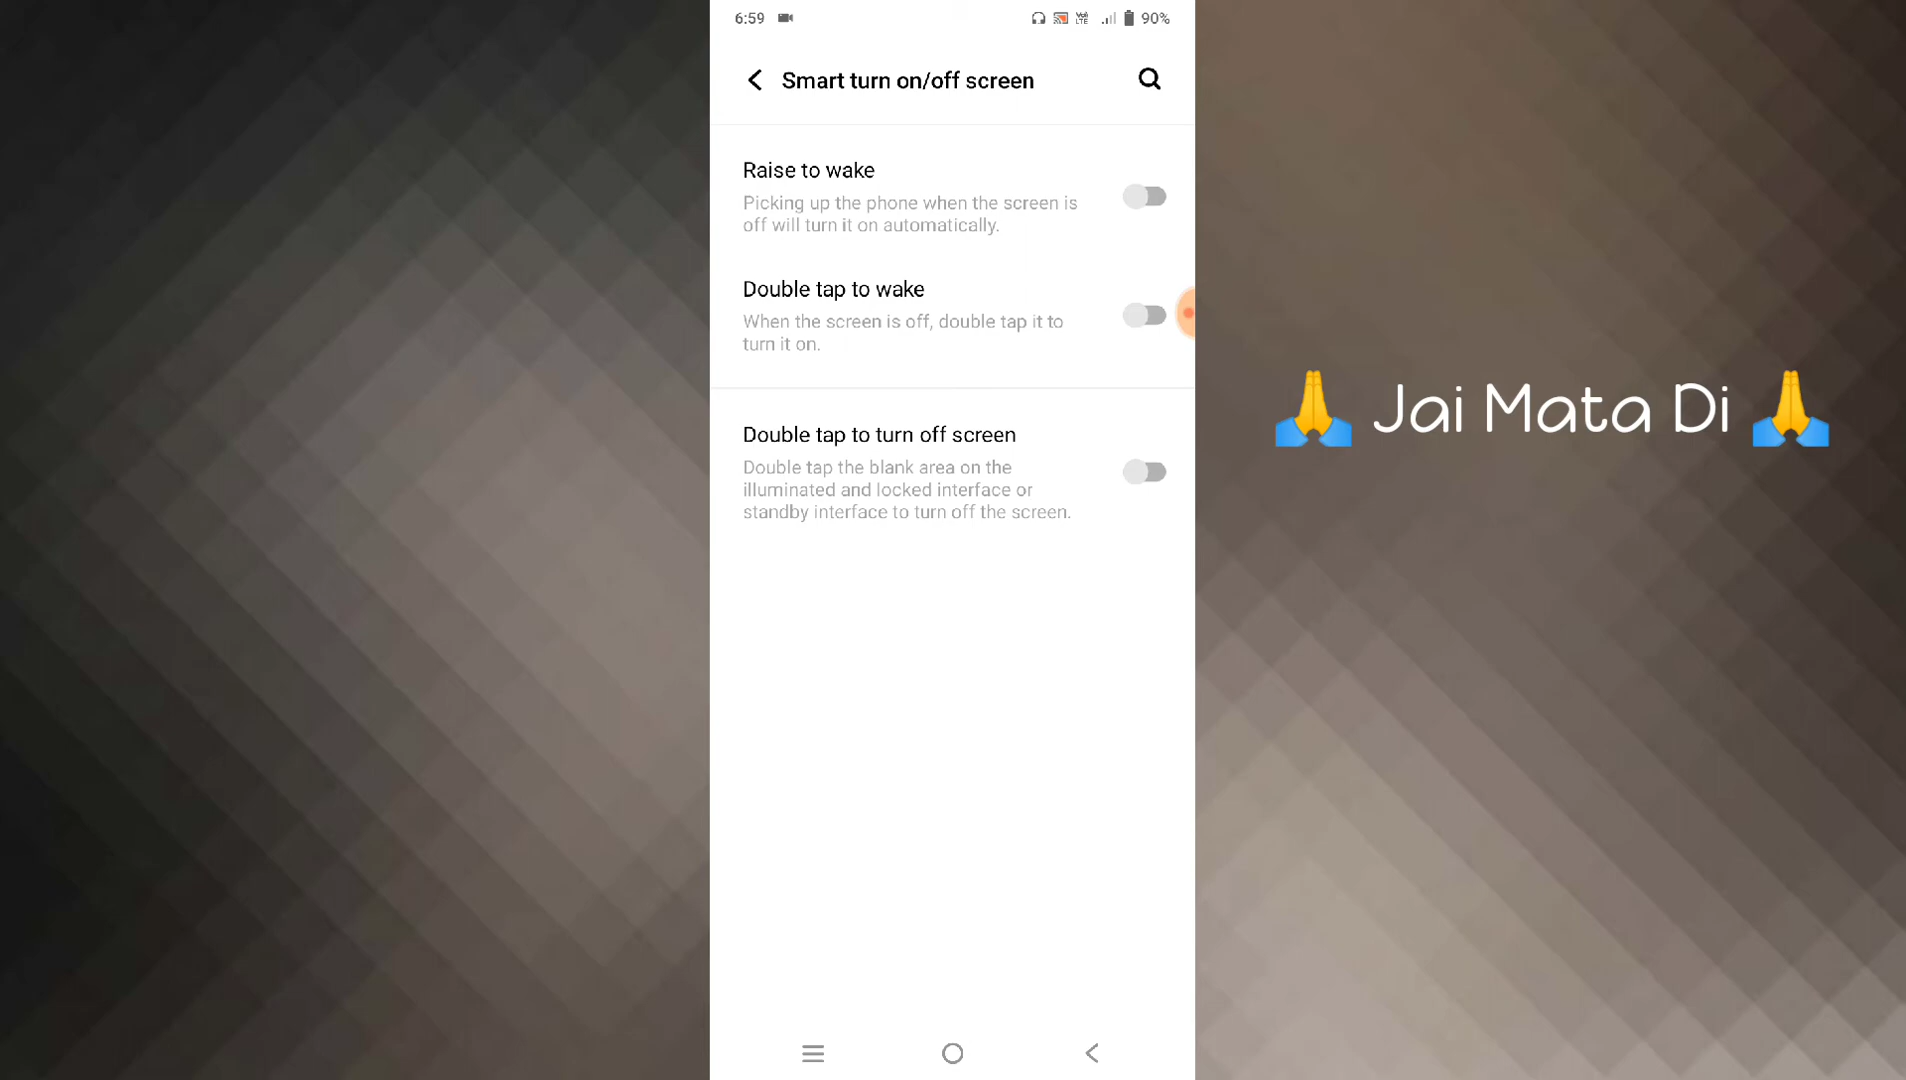 6:59 90%
Smart turn on/off screen
Raise to wake
Picking up the phone when the screen is
off will turn it on automatically.
Double tap to wake
When the screen is off, double tap it to
turn it on.
Double tap to turn off screen
Double tap the blank area on the
illuminated and locked interface or
standby interface to turn off the screen.
🙏 Jai Mata Di 🙏